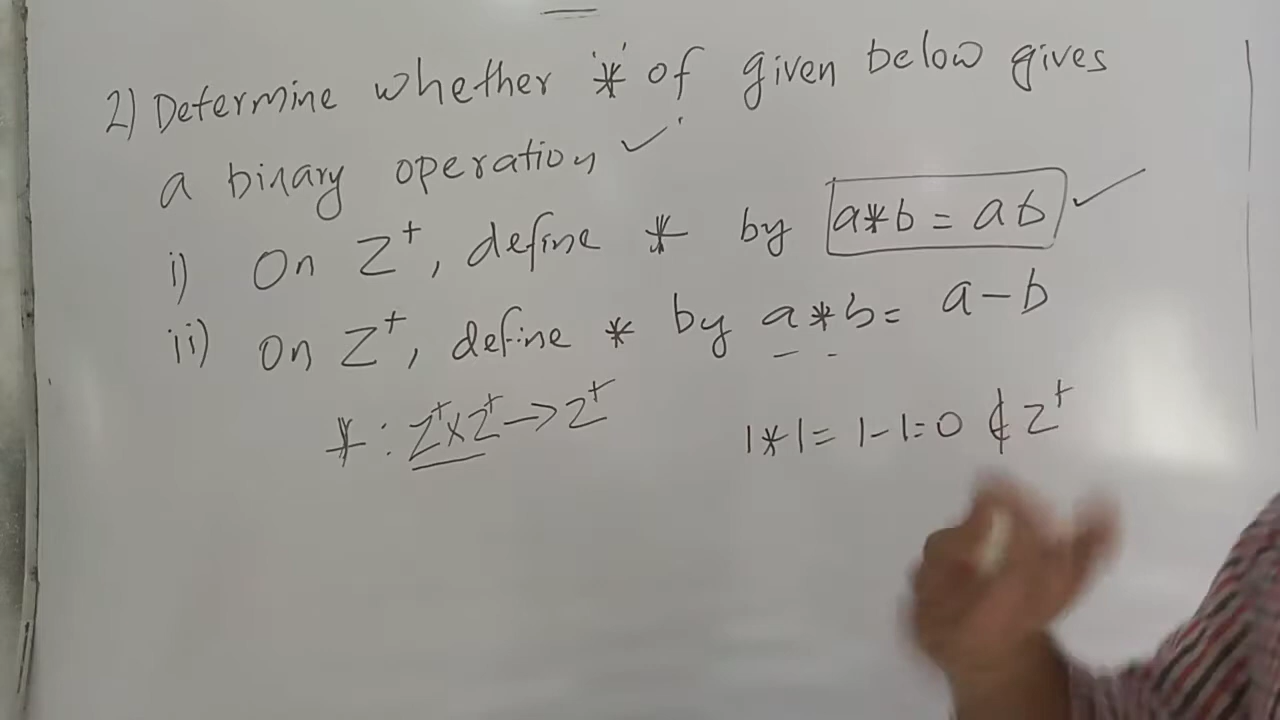 2) Determine whether '*' of given below gives
a binary operation ✓
i) On Z⁺, define * by a*b = ab ✓
ii) On Z⁺, define * by a*b = a-b
* : Z⁺×Z⁺→Z⁺
1*1= 1-1=0 ∉ Z⁺